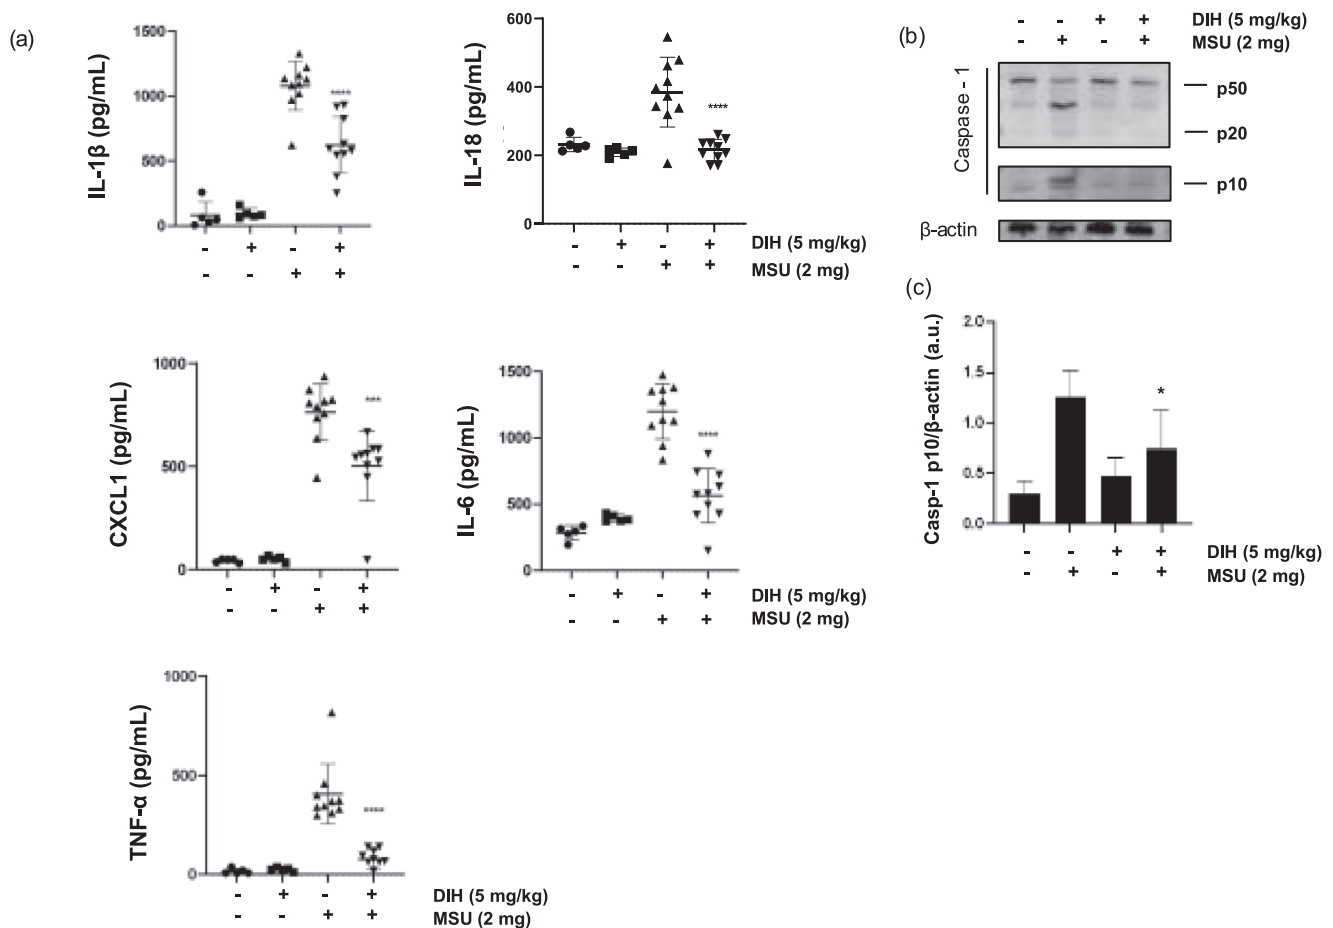 (a)
IL-1β (pg/mL)
1500
1000
500
0
****
- + - +
- - + +
IL-18 (pg/mL)
600
400
200
0
****
- + - + DIH (5 mg/kg)
- - + + MSU (2 mg)
(b)
- - + + DIH (5 mg/kg)
- + - + MSU (2 mg)
Caspase - 1
p50
p20
p10
β-actin
(c)
Casp-1 p10/β-actin (a.u.)
2.0
1.5
1.0
0.5
0.0
*
- - + + DIH (5 mg/kg)
- + - + MSU (2 mg)
CXCL1 (pg/mL)
1000
500
0
***
- + - +
- - + +
IL-6 (pg/mL)
1500
1000
500
0
****
- + - + DIH (5 mg/kg)
- - + + MSU (2 mg)
TNF-α (pg/mL)
1000
500
0
****
- + - + DIH (5 mg/kg)
- - + + MSU (2 mg)